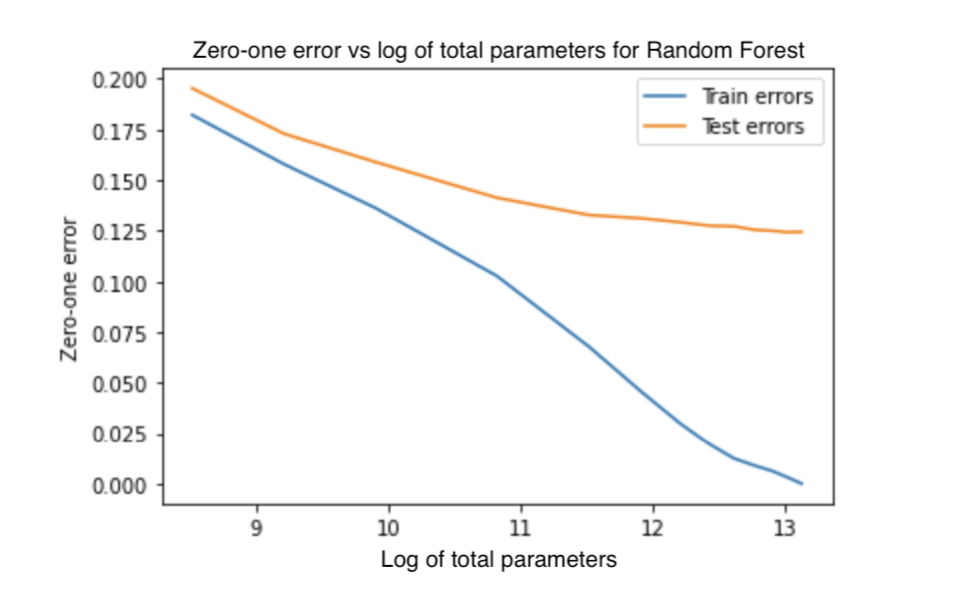 Zero-one error vs log of total parameters for Random Forest
Train errors
Test errors
0.200
0.175
0.150
0.125
0.100
0.075
0.050
0.025
0.000
Zero-one error
9 10 11 12 13
Log of total parameters